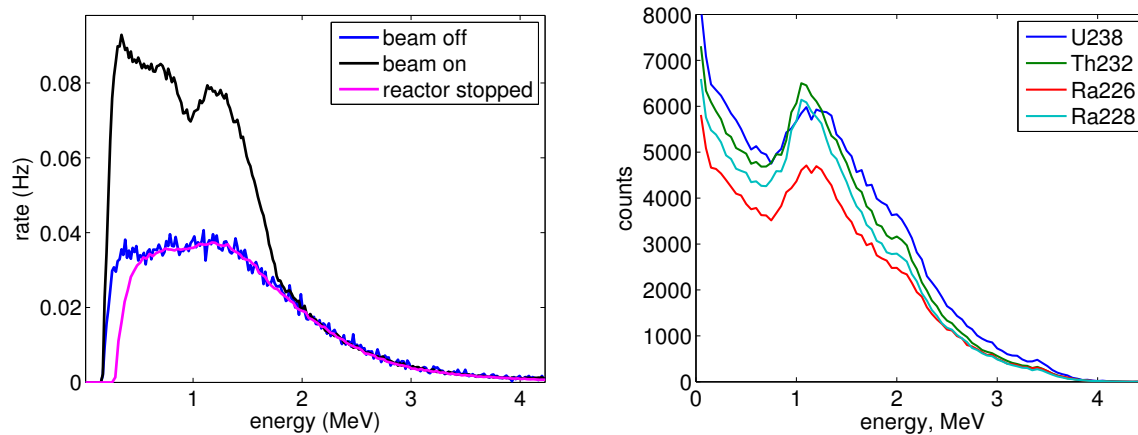 beam off
beam on
reactor stopped
rate (Hz)
0.08
0.06
0.04
0.02
0
1
2
3
4
energy (MeV)
U238
Th232
Ra226
Ra228
counts
8000
7000
6000
5000
4000
3000
2000
1000
0
0
1
2
3
4
energy, MeV